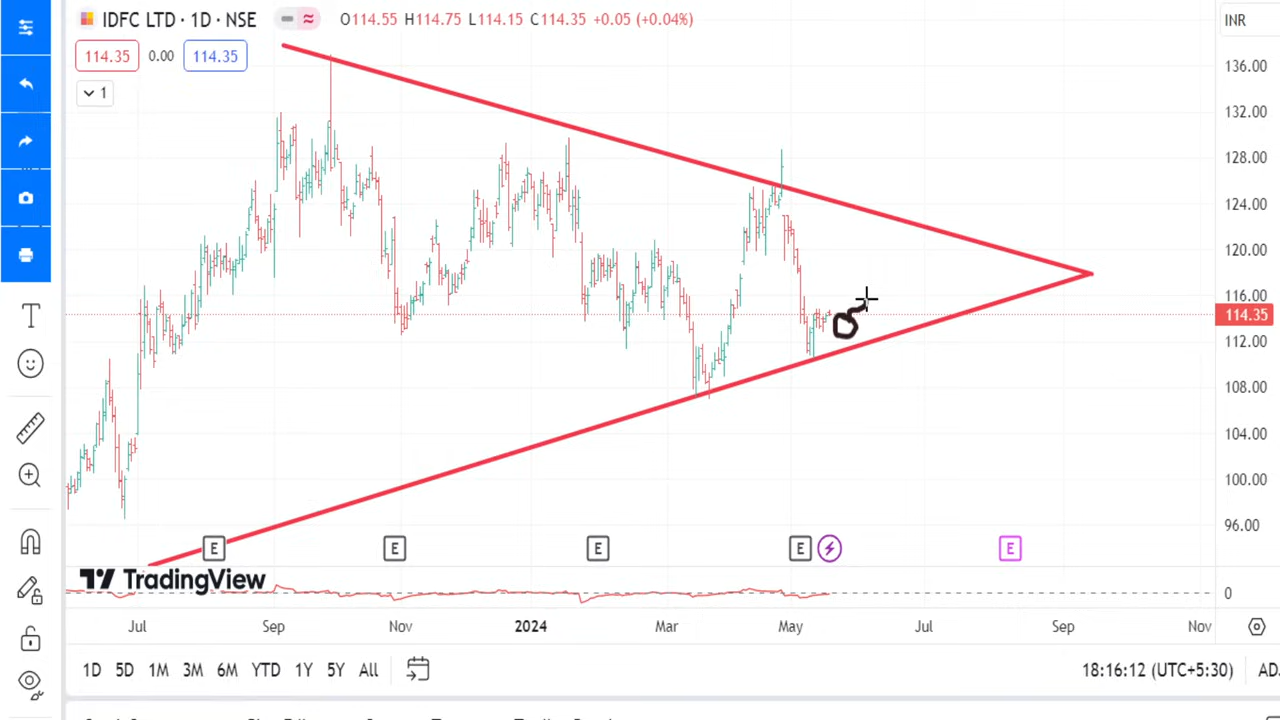 IDFC LTD · 1D · NSE
O114.55 H114.75 L114.15 C114.35 +0.05 (+0.04%)
INR
114.35 0.00 114.35
1
136.00
132.00
128.00
124.00
120.00
116.00
114.35
112.00
108.00
104.00
100.00
96.00
E E E E E
TradingView
0
Jul Sep Nov 2024 Mar May Jul Sep Nov
1D 5D 1M 3M 6M YTD 1Y 5Y All
18:16:12 (UTC+5:30)